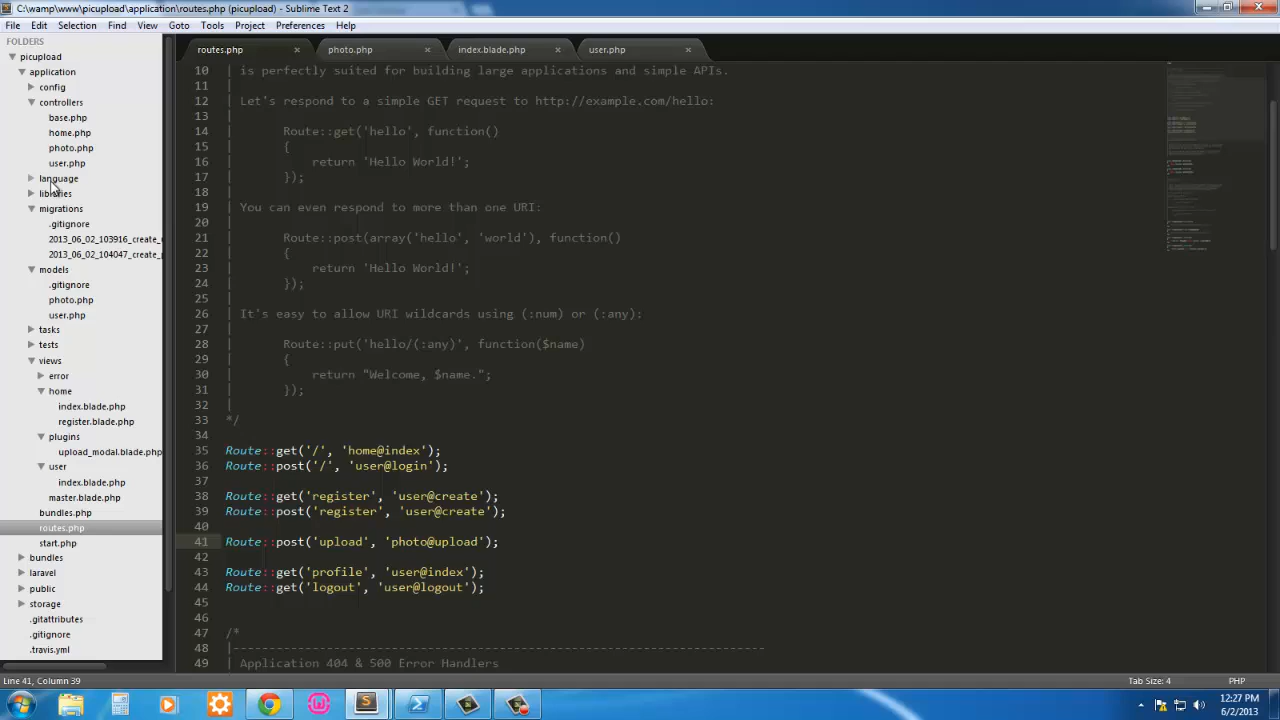 C:\wamp\www\picupload\application\routes.php (picupload) - Sublime Text 2
File Edit Selection Find View Goto Tools Project Preferences Help
FOLDERS
picupload
application
config
controllers
base.php
home.php
photo.php
user.php
language
libraries
migrations
.gitignore
2013_06_02_103916_create_
2013_06_02_104047_create_
models
.gitignore
photo.php
user.php
tasks
tests
views
error
home
index.blade.php
register.blade.php
plugins
upload_modal.blade.php
user
index.blade.php
master.blade.php
bundles.php
routes.php
start.php
bundles
laravel
public
storage
.gitattributes
.gitignore
.travis.yml
routes.php photo.php index.blade.php user.php
10 | is perfectly suited for building large applications and simple APIs.
11 |
12 | Let's respond to a simple GET request to http://example.com/hello:
13 |
14 | Route::get('hello', function()
15 | {
16 | return 'Hello World!';
17 | });
18 |
19 | You can even respond to more than one URI:
20 |
21 | Route::post(array('hello', 'world'), function()
22 | {
23 | return 'Hello World!';
24 | });
25 |
26 | It's easy to allow URI wildcards using (:num) or (:any):
27 |
28 | Route::put('hello/(:any)', function($name)
29 | {
30 | return "Welcome, $name.";
31 | });
32 |
33 */
34
35 Route::get('/', 'home@index');
36 Route::post('/', 'user@login');
37
38 Route::get('register', 'user@create');
39 Route::post('register', 'user@create');
40
41 Route::post('upload', 'photo@upload');
42
43 Route::get('profile', 'user@index');
44 Route::get('logout', 'user@logout');
45
46
47 /*
48 |--------------------------------------------------------------------------
49 | Application 404 & 500 Error Handlers
Line 41, Column 39 Tab Size: 4 PHP
12:27 PM
6/2/2013